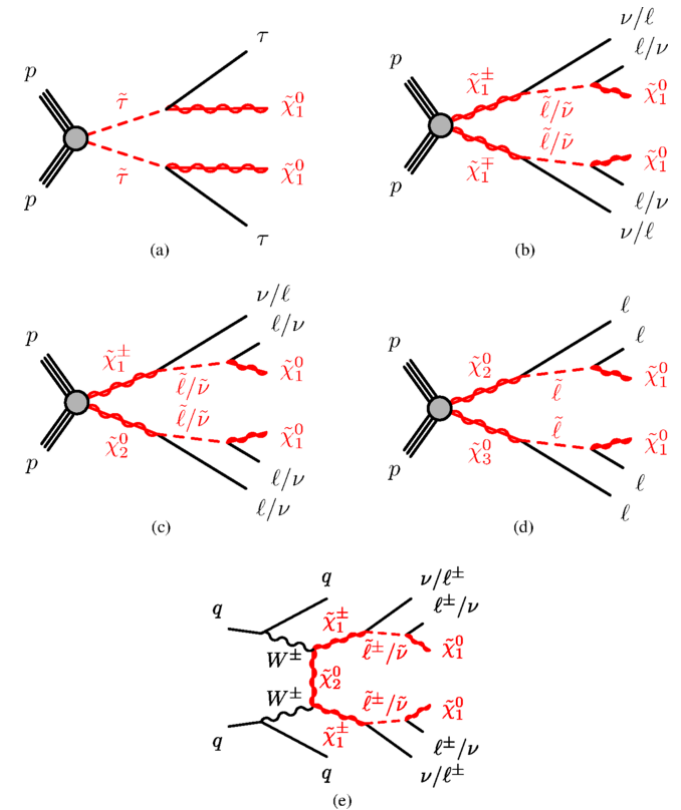 τ
p
τ̃
χ̃₁⁰
τ̃
χ̃₁⁰
p
τ
(a)
ν/ℓ
ℓ/ν
p
χ̃₁±
χ̃₁⁰
ℓ̃/ν̃
ℓ̃/ν̃
χ̃₁∓
χ̃₁⁰
p
ℓ/ν
ν/ℓ
(b)
ν/ℓ
ℓ/ν
p
χ̃₁±
χ̃₁⁰
ℓ̃/ν̃
ℓ̃/ν̃
χ̃₂⁰
χ̃₁⁰
p
ℓ/ν
ℓ/ν
(c)
ℓ
ℓ
p
χ̃₂⁰
χ̃₁⁰
ℓ̃
ℓ̃
χ̃₃⁰
χ̃₁⁰
p
ℓ
ℓ
(d)
q
ν/ℓ±
ℓ±/ν
q
χ̃₁±
ℓ̃±/ν̃
χ̃₁⁰
W±
χ̃₂⁰
W±
ℓ̃±/ν̃
χ̃₁⁰
χ̃₁±
q
ℓ±/ν
q
ν/ℓ±
(e)